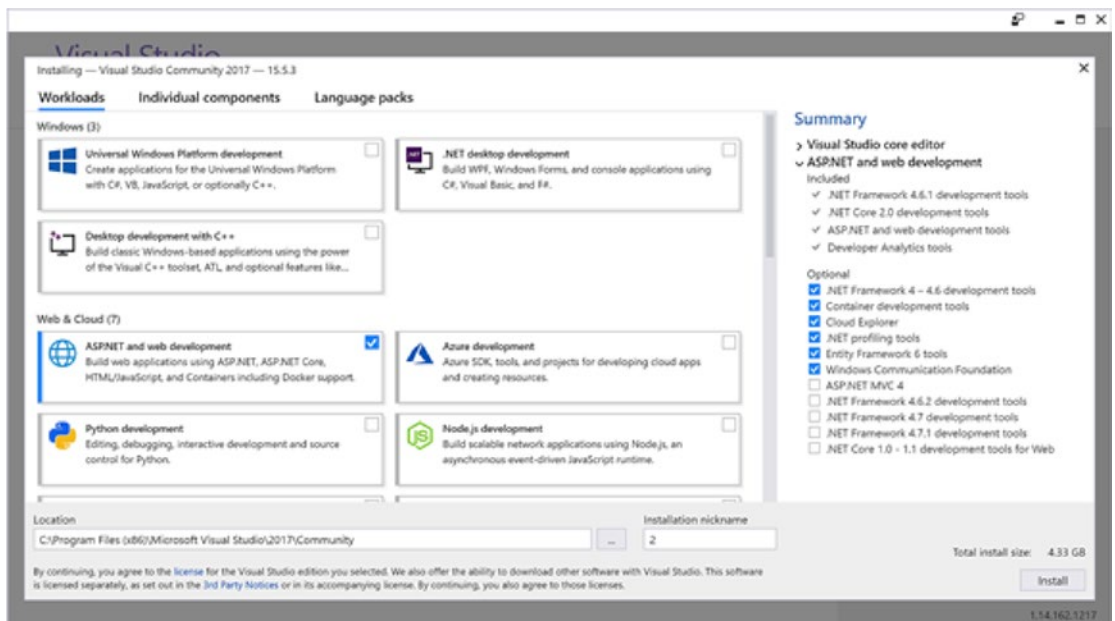 Visual Studio
Installing — Visual Studio Community 2017 — 15.5.3
Workloads
Individual components
Language packs
Windows (3)
Universal Windows Platform development
Create applications for the Universal Windows Platform
with C#, VB, JavaScript, or optionally C++.
.NET desktop development
Build WPF, Windows Forms, and console applications using
C#, Visual Basic, and F#.
Desktop development with C++
Build classic Windows-based applications using the power
of the Visual C++ toolset, ATL, and optional features like...
Web & Cloud (7)
ASP.NET and web development
Build web applications using ASP.NET, ASP.NET Core,
HTML/JavaScript, and Containers including Docker support.
Azure development
Azure SDK, tools, and projects for developing cloud apps
and creating resources.
Python development
Editing, debugging, interactive development and source
control for Python.
Node.js development
Build scalable network applications using Node.js, an
asynchronous event-driven JavaScript runtime.
Summary
Visual Studio core editor
ASP.NET and web development
Included
.NET Framework 4.6.1 development tools
.NET Core 2.0 development tools
ASP.NET and web development tools
Developer Analytics tools
Optional
.NET Framework 4 – 4.6 development tools
Container development tools
Cloud Explorer
.NET profiling tools
Entity Framework 6 tools
Windows Communication Foundation
ASP.NET MVC 4
.NET Framework 4.6.2 development tools
.NET Framework 4.7 development tools
.NET Framework 4.7.1 development tools
.NET Core 1.0 - 1.1 development tools for Web
Location
C:\Program Files (x86)\Microsoft Visual Studio\2017\Community
...
Installation nickname
2
Total install size: 4.33 GB
By continuing, you agree to the license for the Visual Studio edition you selected. We also offer the ability to download other software with Visual Studio. This software
is licensed separately, as set out in the 3rd Party Notices or in its accompanying license. By continuing, you also agree to those licenses.
Install
1.14.162.1217